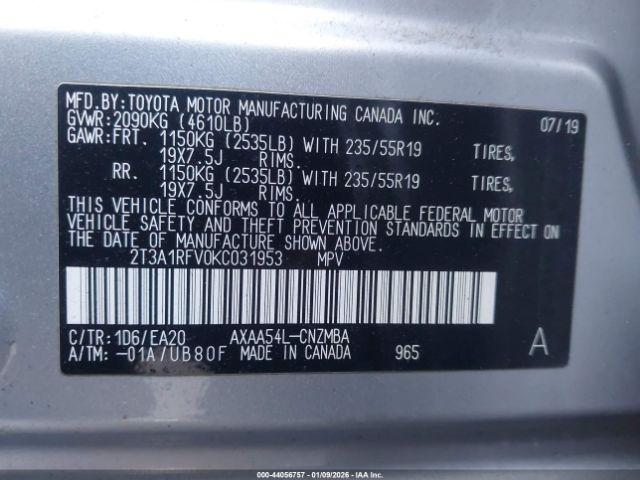 MFD.BY:TOYOTA MOTOR MANUFACTURING CANADA INC.
GVWR:2090KG (4610LB) 07/19
GAWR:FRT. 1150KG (2535LB) WITH 235/55R19 TIRES,
19X7.5J RIMS.
RR. 1150KG (2535LB) WITH 235/55R19 TIRES,
19X7.5J RIMS.
THIS VEHICLE CONFORMS TO ALL APPLICABLE FEDERAL MOTOR
VEHICLE SAFETY AND THEFT PREVENTION STANDARDS IN EFFECT ON
THE DATE OF MANUFACTURE SHOWN ABOVE.
2T3A1RFV0KC031953 MPV
C/TR:1D6/EA20 AXAA54L-CNZMBA
A/TM:-01A/UB80F MADE IN CANADA 965 A
000-44056757 - 01/09/2026 - IAA Inc.